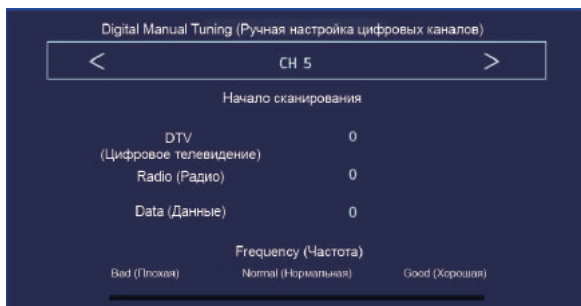 Digital Manual Tuning (Ручная настройка цифровых каналов)
< CH 5 >
Начало сканирования
DTV 0
(Цифровое телевидение)
Radio (Радио) 0
Data (Данные) 0
Frequency (Частота)
Bad (Плохая) Normal (Нормальная) Good (Хорошая)